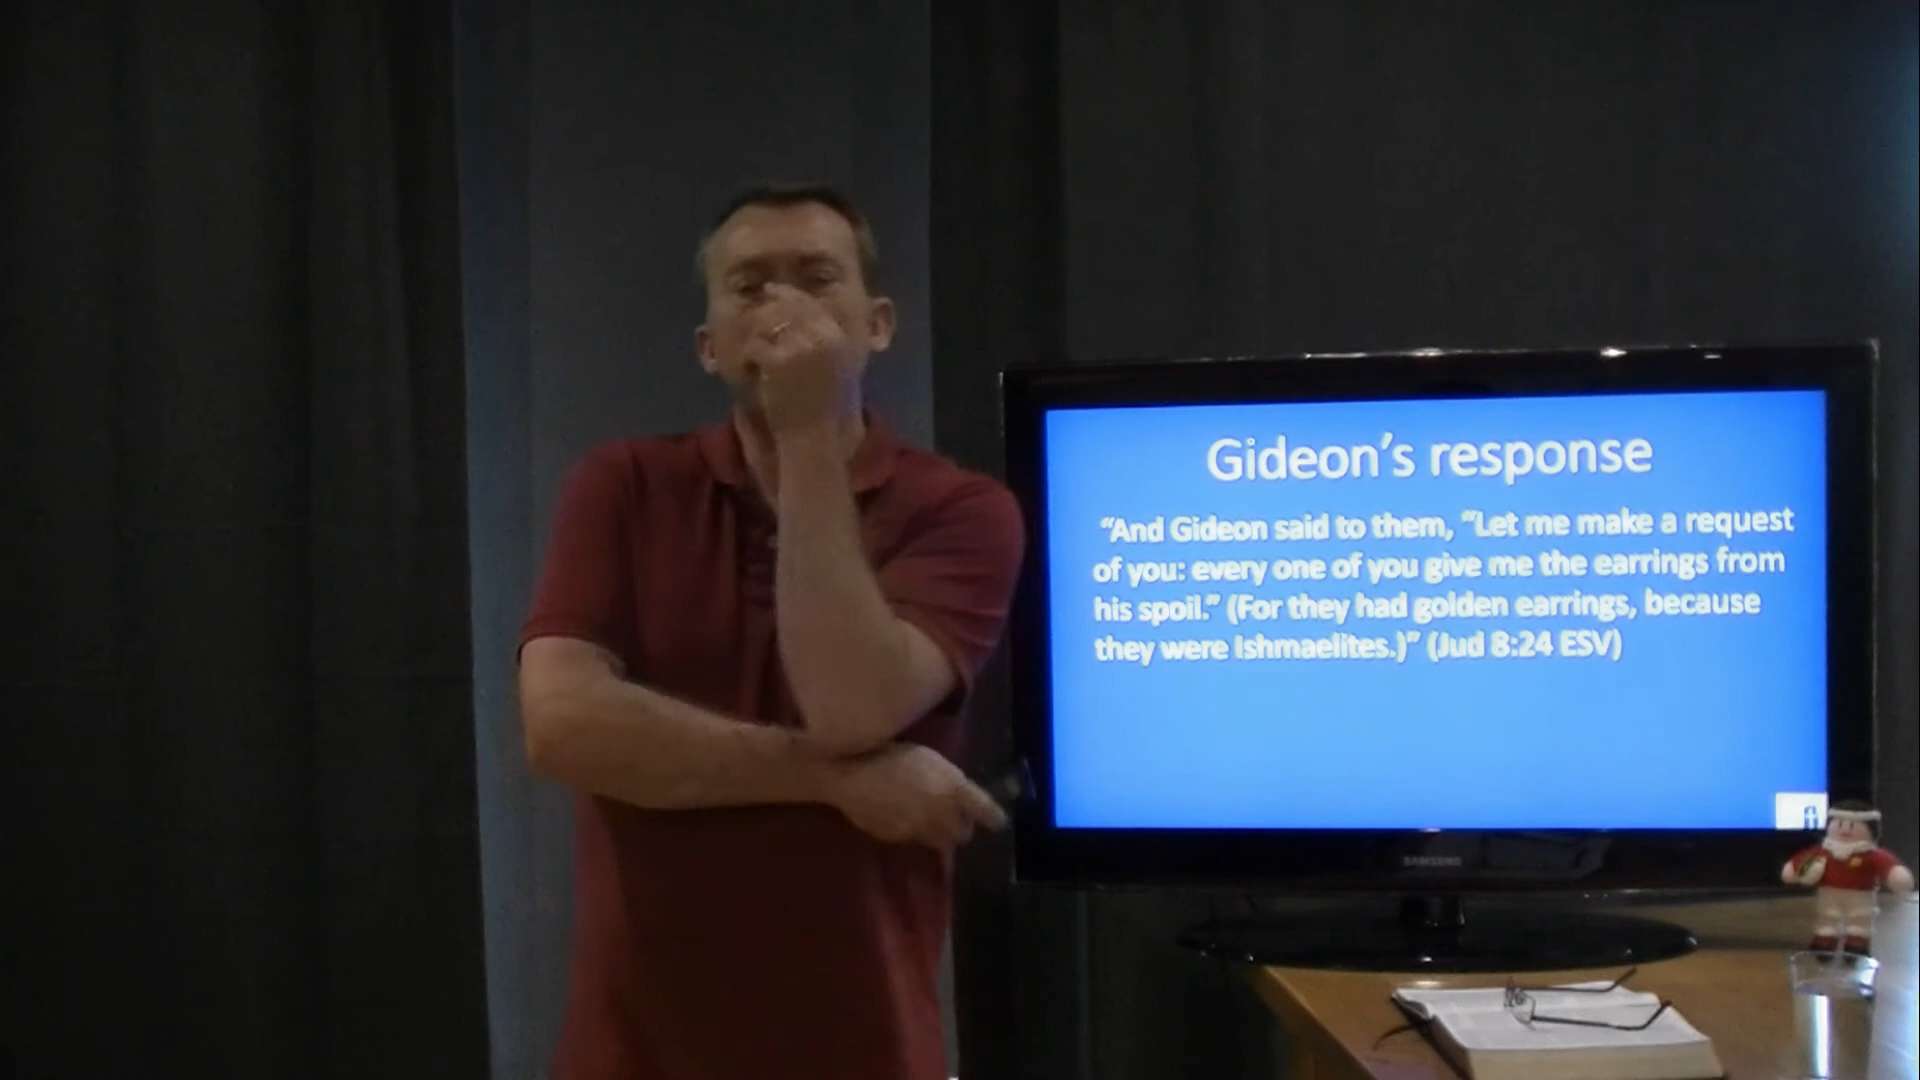 Gideon’s response
“And Gideon said to them, “Let me make a request
of you: every one of you give me the earrings from
his spoil.” (For they had golden earrings, because
they were Ishmaelites.)” (Jud 8:24 ESV)
SAMSUNG